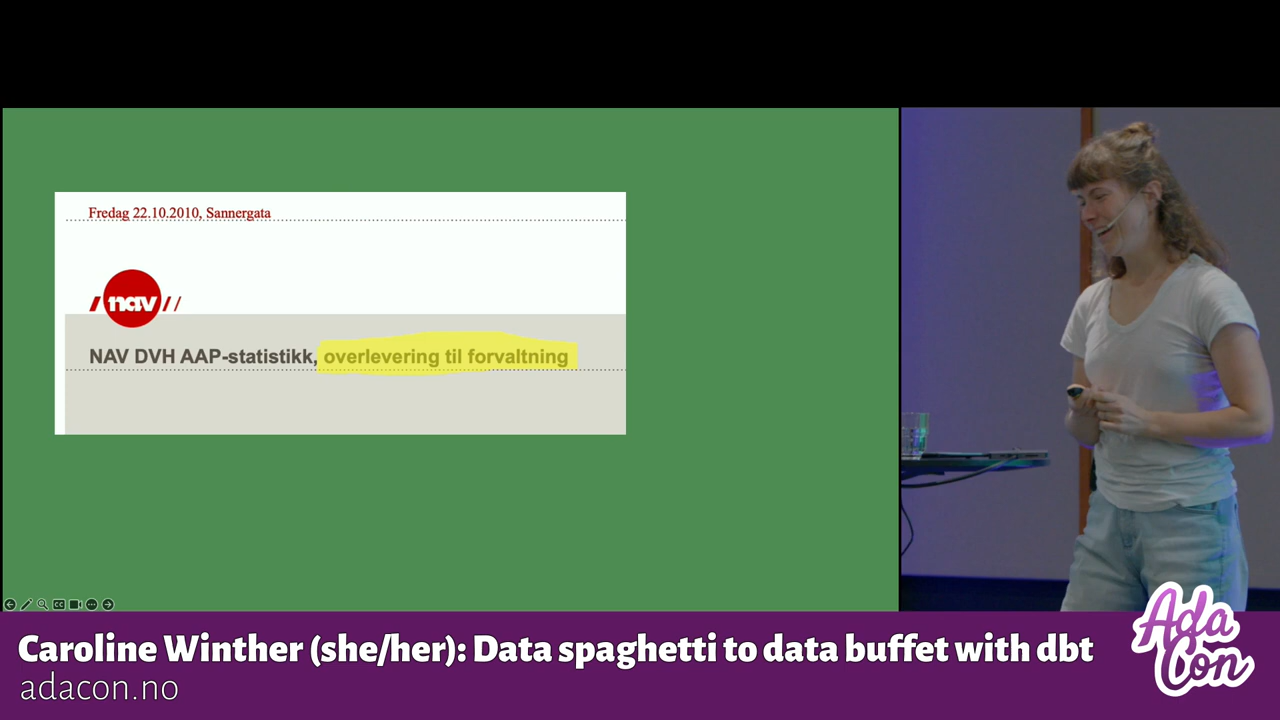 Fredag 22.10.2010, Sannergata
nav
NAV DVH AAP-statistikk, overlevering til forvaltning
Caroline Winther (she/her): Data spaghetti to data buffet with dbt
adacon.no
Ada
Con